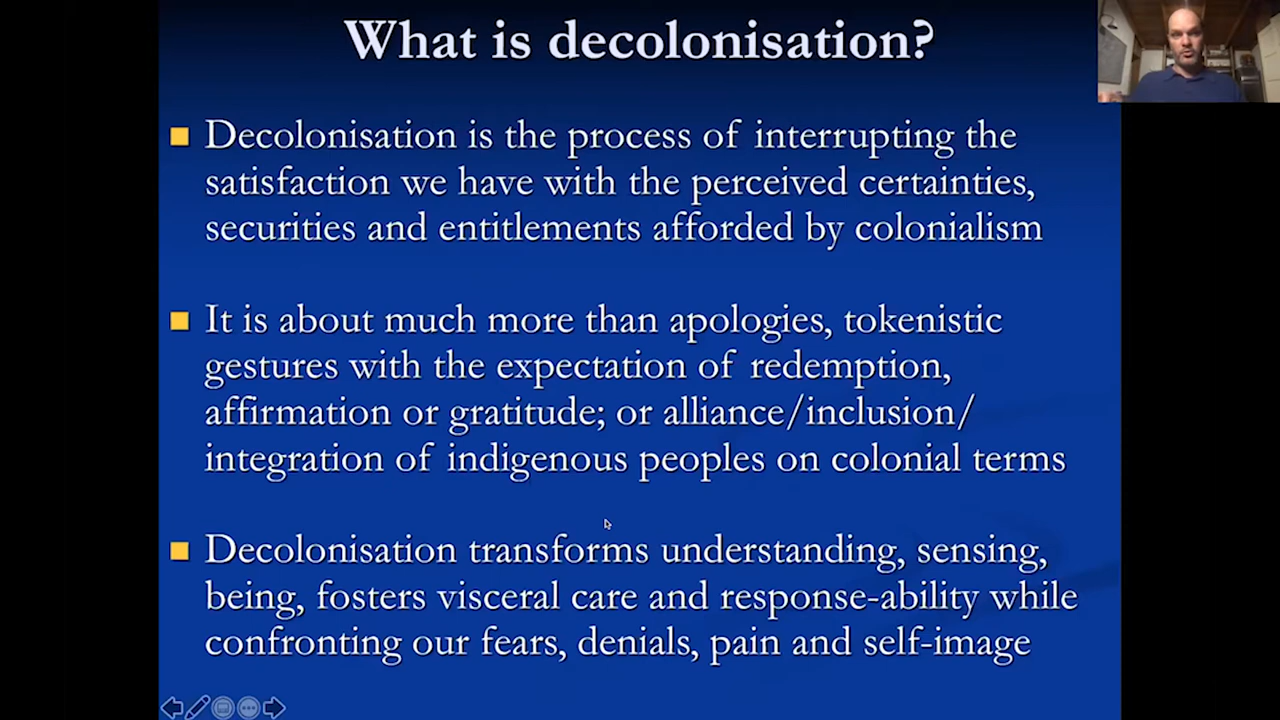 What is decolonisation?
Decolonisation is the process of interrupting the
satisfaction we have with the perceived certainties,
securities and entitlements afforded by colonialism
It is about much more than apologies, tokenistic
gestures with the expectation of redemption,
affirmation or gratitude; or alliance/inclusion/
integration of indigenous peoples on colonial terms
Decolonisation transforms understanding, sensing,
being, fosters visceral care and response-ability while
confronting our fears, denials, pain and self-image